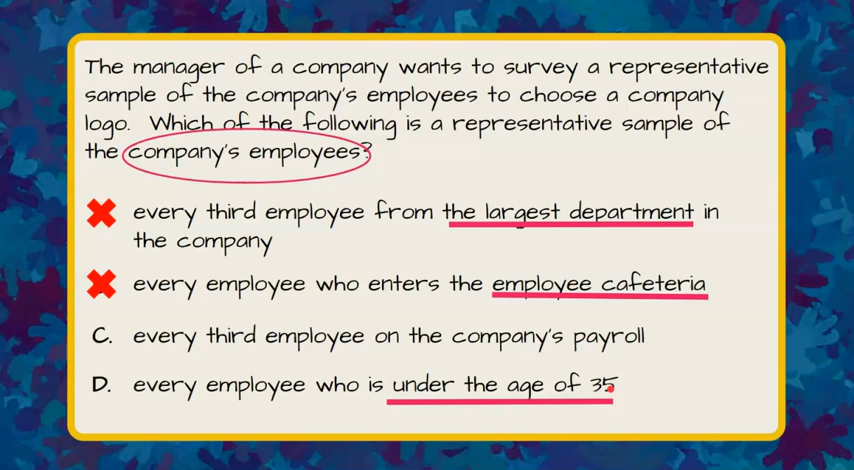 The manager of a company wants to survey a representative
sample of the company's employees to choose a company
logo. Which of the following is a representative sample of
the company's employees?
every third employee from the largest department in
the company
every employee who enters the employee cafeteria
C. every third employee on the company's payroll
D. every employee who is under the age of 35